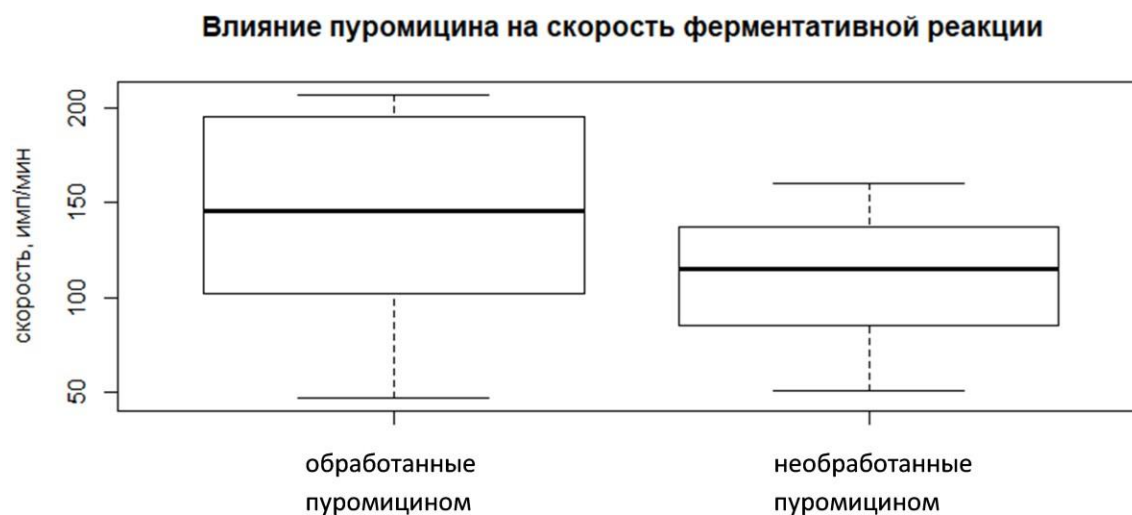 Влияние пуромицина на скорость ферментативной реакции
скорость, имп/мин
200
150
100
50
обработанные
пуромицином
необработанные
пуромицином